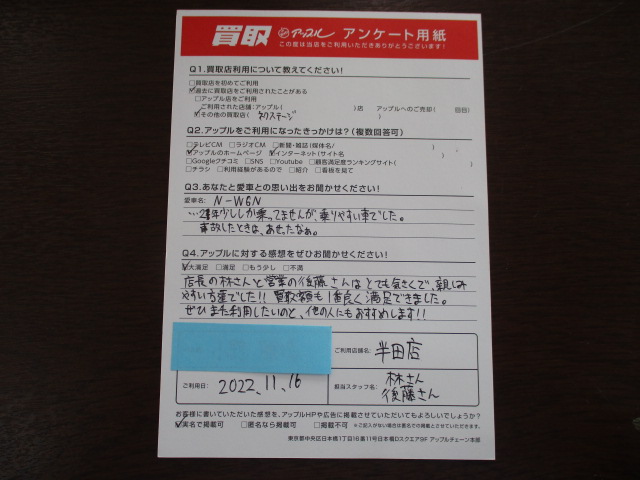 買取 アップル アンケート用紙
この度は当店をご利用いただきありがとうございます!
Q1.買取店利用について教えてください!
□買取店を初めてご利用
☑過去に買取店をご利用されたことがある
□アップル店をご利用
ご利用された店舗:アップル( )店 アップルへのご売却( 回目)
☑その他の買取店( ネクステージ )
Q2.アップルをご利用になったきっかけは?(複数回答可)
□テレビCM □ラジオCM □新聞・雑誌(媒体名/ )
☑アップルのホームページ ☑インターネット(サイト名 )
□Googleクチコミ □SNS □Youtube □顧客満足度ランキングサイト( )
□チラシ □利用経験があるので □紹介 □看板を見て
Q3.あなたと愛車との思い出をお聞かせください!
愛車名: N-WGN
年少ししか乗ってませんが、乗りやすい車でした。
事故したときは、あせったなぁ。
Q4.アップルに対する感想をぜひお聞かせください!
☑大満足 □満足 □もう少し □不満
店長の林さんと営業の後藤さんはとても気さくで、親しみ
やすい方達でした!!買取額も1番良く満足できました。
ぜひまた利用したいのと、他の人にもおすすめします!!
ご利用店舗名: 半田店
ご利用日: 2022.11.16 担当スタッフ名: 林さん
後藤さん
お客様に書いていただいた感想を、アップルHPや広告に掲載させていただいてもよろしいでしょうか?
☑実名で掲載可 □匿名なら掲載可 □掲載不可 ※ご記入がない場合は匿名での掲載とさせていただきます。
東京都中央区日本橋1丁目16番11号日本橋Dスクエア9F アップルチェーン本部